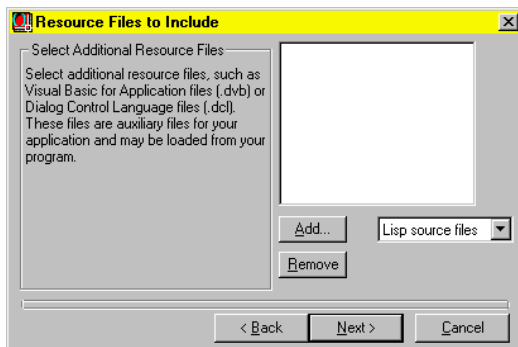 Resource Files to Include
Select Additional Resource Files
Select additional resource files, such as
Visual Basic for Application files (.dvb) or
Dialog Control Language files (.dcl).
These files are auxiliary files for your
application and may be loaded from your
program.
Add...
Lisp source files
Remove
< Back
Next >
Cancel